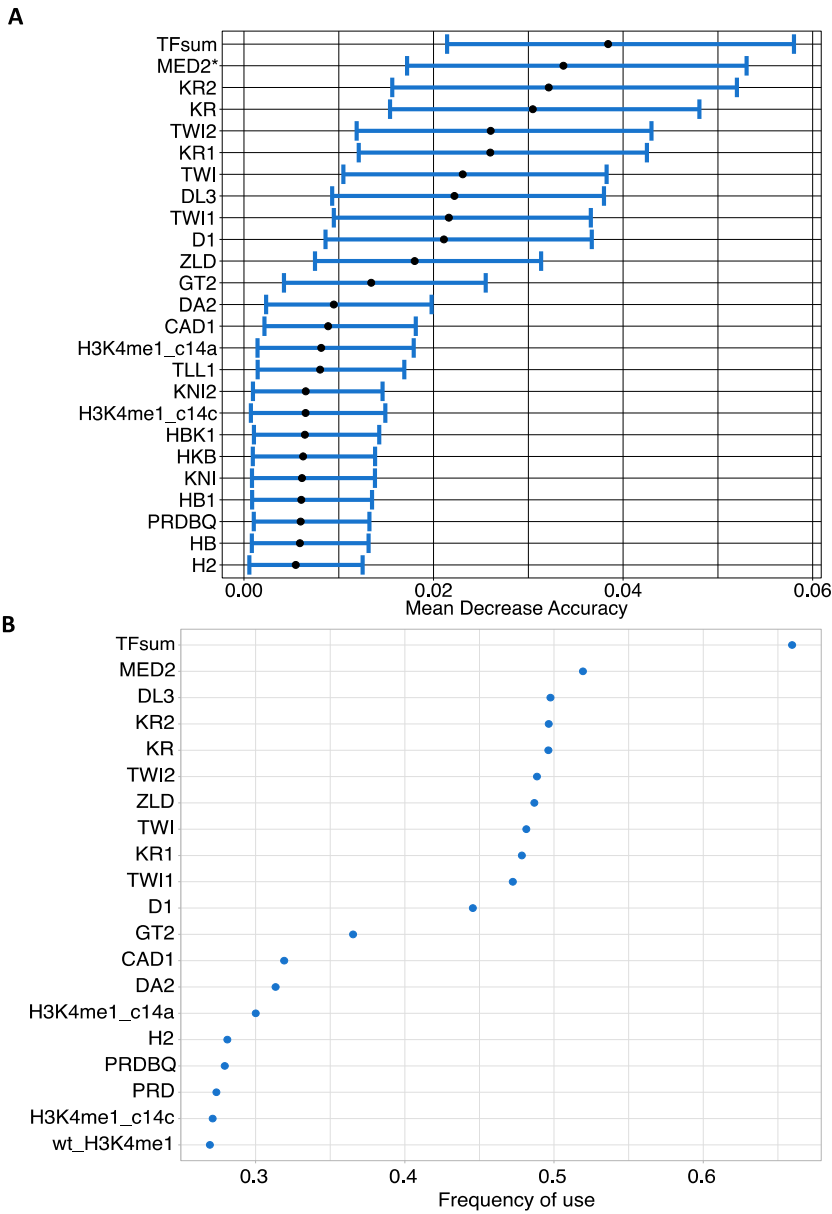 A
TFsum
MED2*
KR2
KR
TWI2
KR1
TWI
DL3
TWI1
D1
ZLD
GT2
DA2
CAD1
H3K4me1_c14a
TLL1
KNI2
H3K4me1_c14c
HBK1
HKB
KNI
HB1
PRDBQ
HB
H2
0.00 0.02 0.04 0.06
Mean Decrease Accuracy
B
TFsum
MED2
DL3
KR2
KR
TWI2
ZLD
TWI
KR1
TWI1
D1
GT2
CAD1
DA2
H3K4me1_c14a
H2
PRDBQ
PRD
H3K4me1_c14c
wt_H3K4me1
0.3 0.4 0.5 0.6
Frequency of use